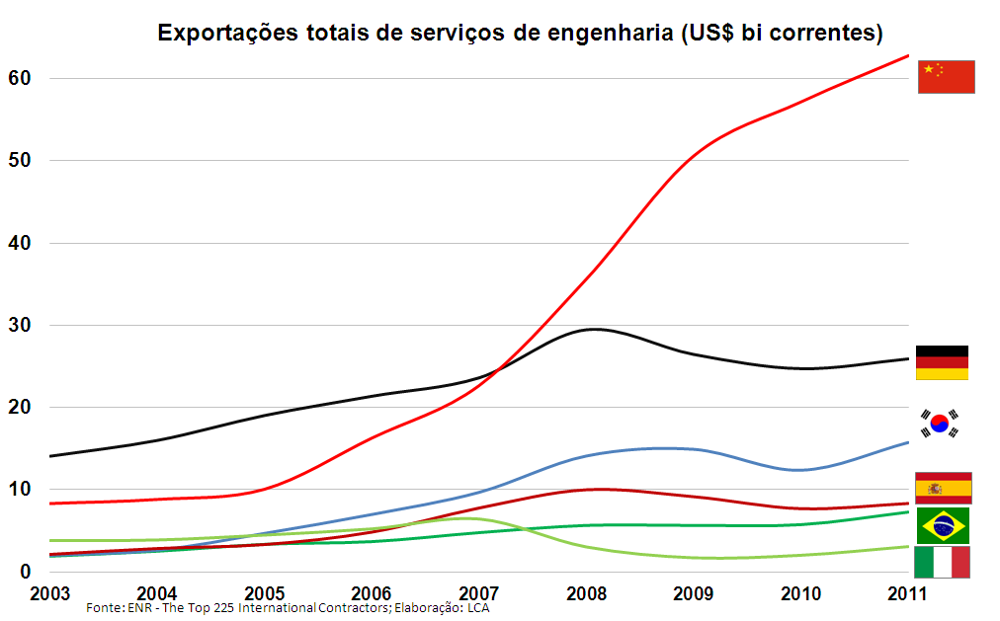 Exportações totais de serviços de engenharia (US$ bi correntes)
60
50
40
30
20
10
0
2003 2004 2005 2006 2007 2008 2009 2010 2011
Fonte: ENR - The Top 225 International Contractors; Elaboração: LCA